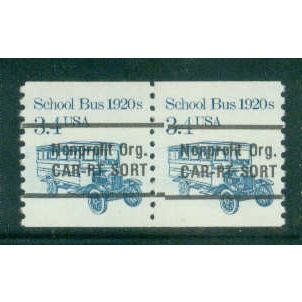 School Bus 1920s School Bus 1920s
3.4 USA 3.4 USA
Nonprofit Org. Nonprofit Org.
CAR-RT SORT CAR-RT SORT